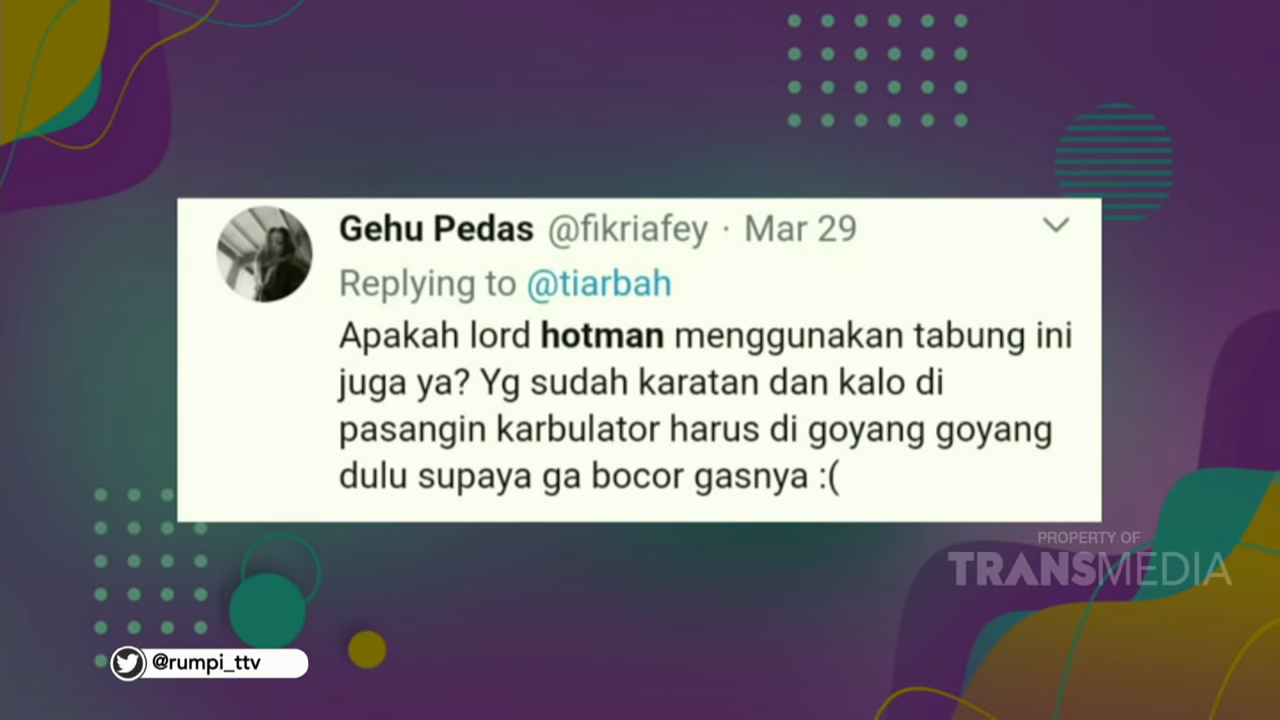 Gehu Pedas @fikriafey · Mar 29
Replying to @tiarbah
Apakah lord hotman menggunakan tabung ini
juga ya? Yg sudah karatan dan kalo di
pasangin karbulator harus di goyang goyang
dulu supaya ga bocor gasnya :(
PROPERTY OF
TRANSMEDIA
@rumpi_ttv